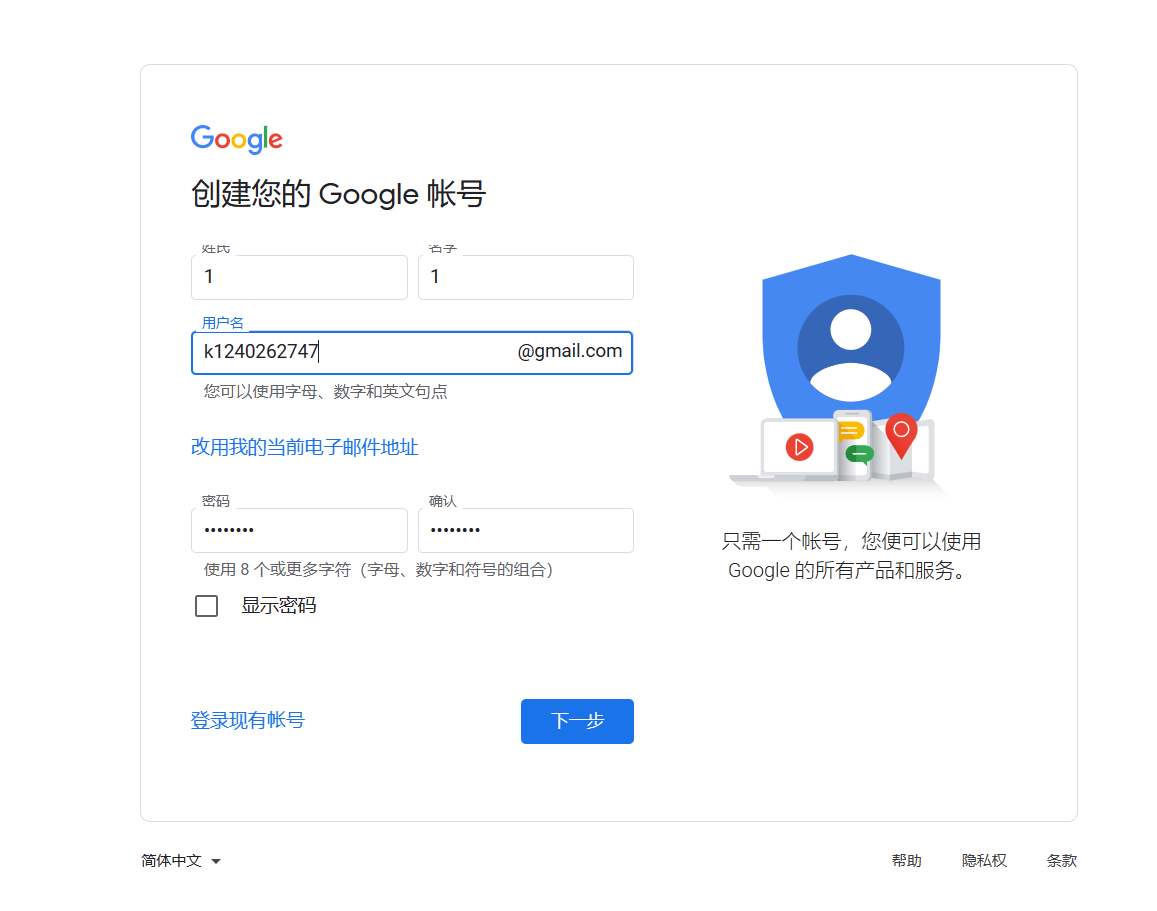 Google
创建您的 Google 帐号
姓氏
名字
1
1
用户名
k1240262747
@gmail.com
您可以使用字母、数字和英文句点
改用我的当前电子邮件地址
密码
确认
••••••••
••••••••
使用 8 个或更多字符（字母、数字和符号的组合）
显示密码
登录现有帐号
下一步
只需一个帐号，您便可以使用
Google 的所有产品和服务。
简体中文
帮助
隐私权
条款